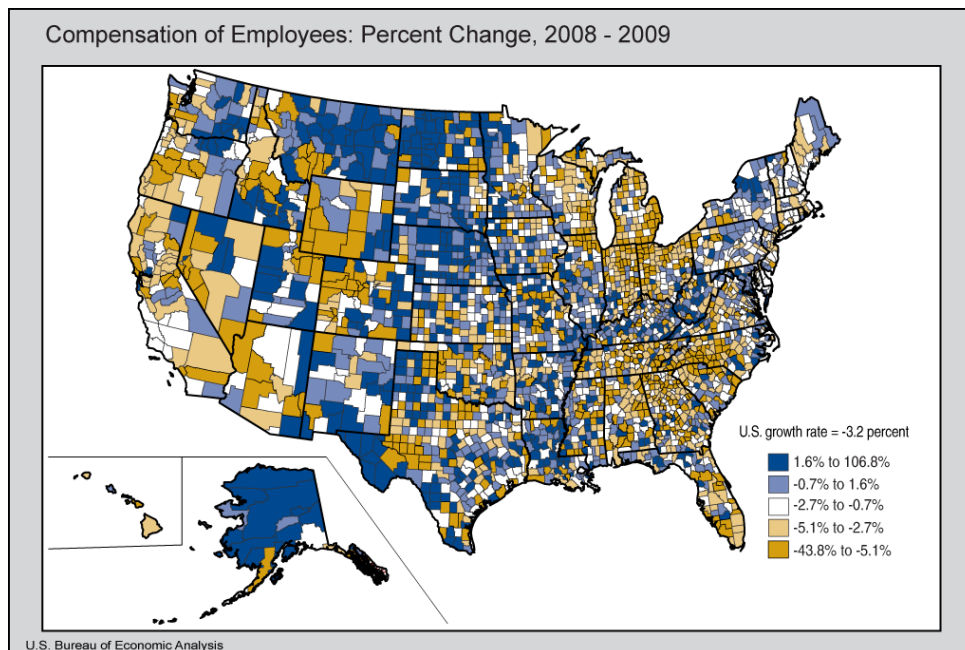 Compensation of Employees: Percent Change, 2008 - 2009
U.S. growth rate = -3.2 percent
1.6% to 106.8%
-0.7% to 1.6%
-2.7% to -0.7%
-5.1% to -2.7%
-43.8% to -5.1%
U.S. Bureau of Economic Analysis